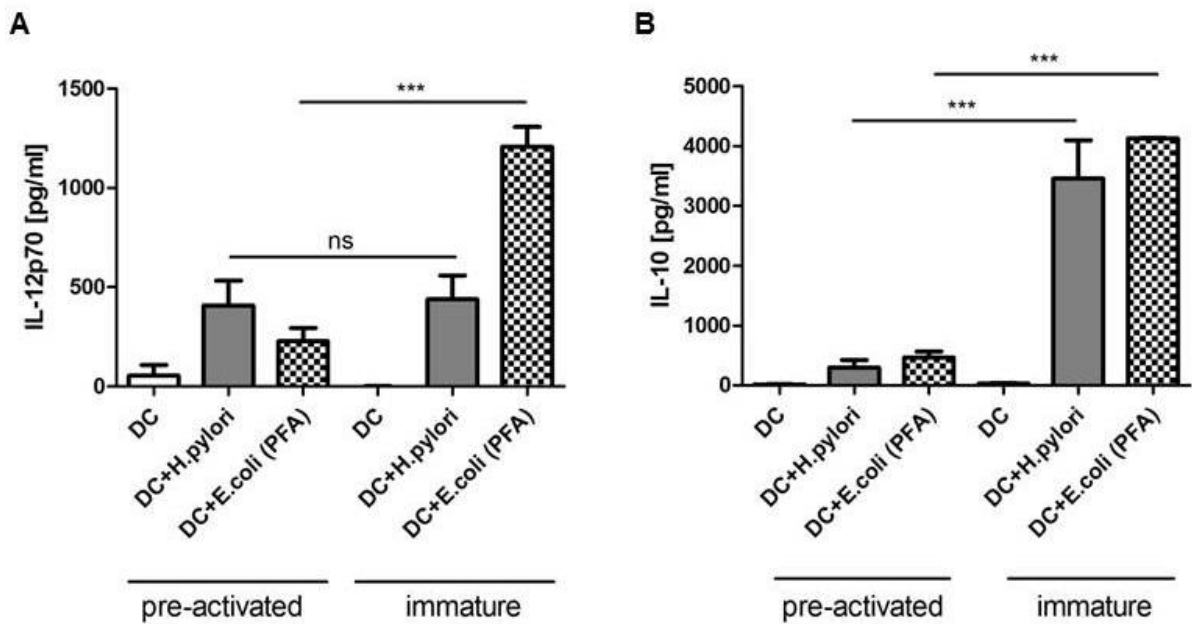 A
IL-12p70 [pg/ml]
1500
1000
500
0
***
ns
DC
DC+H.pylori
DC+E.coli (PFA)
DC
DC+H.pylori
DC+E.coli (PFA)
pre-activated
immature
B
IL-10 [pg/ml]
5000
4000
3000
2000
1000
0
***
***
DC
DC+H.pylori
DC+E.coli (PFA)
DC
DC+H.pylori
DC+E.coli (PFA)
pre-activated
immature